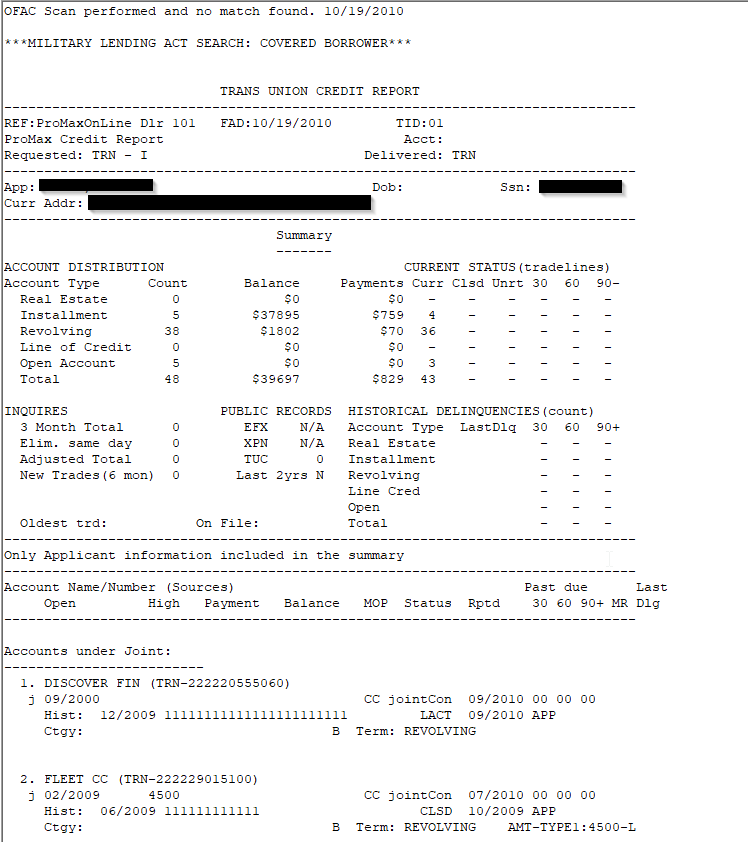 OFAC Scan performed and no match found. 10/19/2010
***MILITARY LENDING ACT SEARCH: COVERED BORROWER***
TRANS UNION CREDIT REPORT
REF:ProMaxOnLine Dlr 101 FAD:10/19/2010 TID:01
ProMax Credit Report Acct:
Requested: TRN - I Delivered: TRN
App: Dob: Ssn:
Curr Addr:
Summary
ACCOUNT DISTRIBUTION CURRENT STATUS(tradelines)
Account Type Count Balance Payments Curr Clsd Unrt 30 60 90-
Real Estate 0 $0 $0 - - - - - -
Installment 5 $37895 $759 4 - - - - -
Revolving 38 $1802 $70 36 - - - - -
Line of Credit 0 $0 $0 - - - - - -
Open Account 5 $0 $0 3 - - - - -
Total 48 $39697 $829 43 - - - - -
INQUIRES PUBLIC RECORDS HISTORICAL DELINQUENCIES(count)
3 Month Total 0 EFX N/A Account Type LastDlq 30 60 90+
Elim. same day 0 XPN N/A Real Estate - - -
Adjusted Total 0 TUC 0 Installment - - -
New Trades(6 mon) 0 Last 2yrs N Revolving - - -
Line Cred - - -
Open - - -
Oldest trd: On File: Total - - -
Only Applicant information included in the summary
Account Name/Number (Sources) Past due Last
Open High Payment Balance MOP Status Rptd 30 60 90+ MR Dlg
Accounts under Joint:
1. DISCOVER FIN (TRN-222220555060)
j 09/2000 CC jointCon 09/2010 00 00 00
Hist: 12/2009 11111111111111111111111 LACT 09/2010 APP
Ctgy: B Term: REVOLVING
2. FLEET CC (TRN-222229015100)
j 02/2009 4500 CC jointCon 07/2010 00 00 00
Hist: 06/2009 111111111111 CLSD 10/2009 APP
Ctgy: B Term: REVOLVING AMT-TYPE1:4500-L